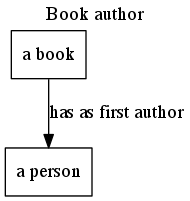 Book author
a book
has as first author
a person